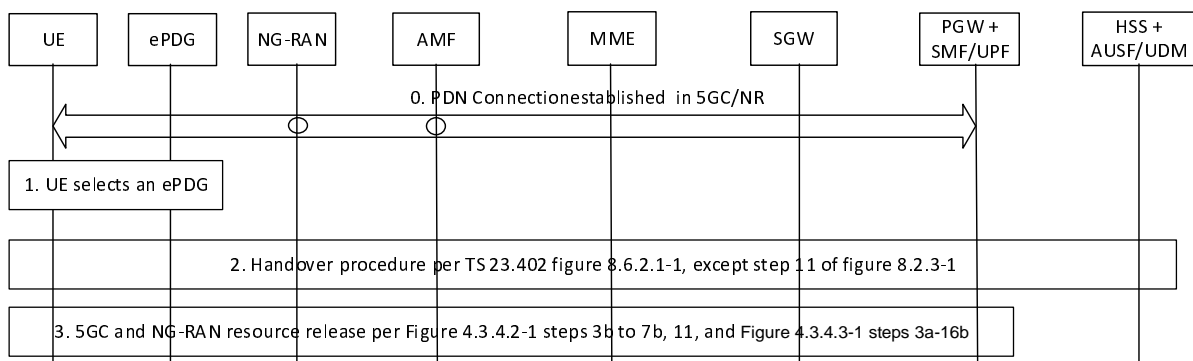 UE
ePDG
NG-RAN
AMF
MME
SGW
PGW +
SMF/UPF
HSS +
AUSF/UDM
0. PDN Connectionestablished in 5GC/NR
1. UE selects an ePDG
2. Handover procedure per TS 23.402 figure 8.6.2.1-1, except step 11 of figure 8.2.3-1
3. 5GC and NG-RAN resource release per Figure 4.3.4.2-1 steps 3b to 7b, 11, and Figure 4.3.4.3-1 steps 3a-16b